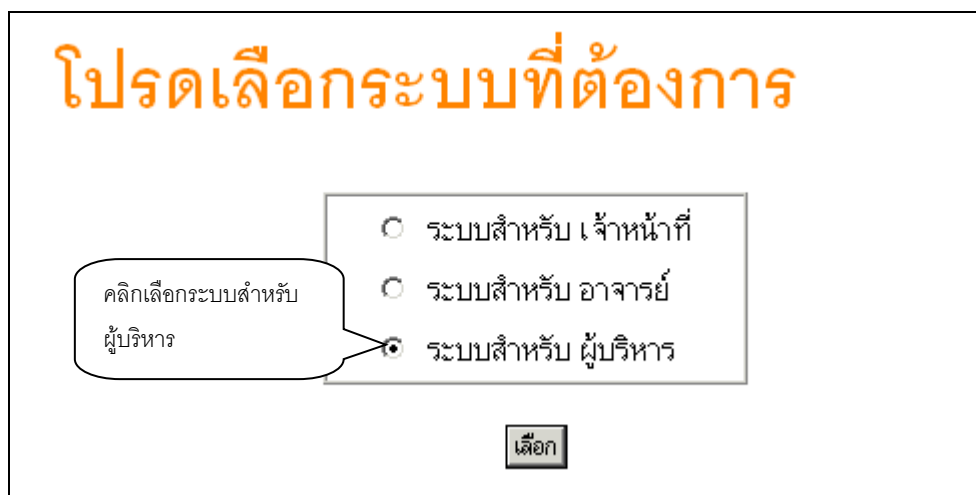 โปรดเลือกระบบที่ต้องการ
ระบบสำหรับ เจ้าหน้าที่
ระบบสำหรับ อาจารย์
คลิกเลือกระบบสำหรับ
ผู้บริหาร
ระบบสำหรับ ผู้บริหาร
เลือก